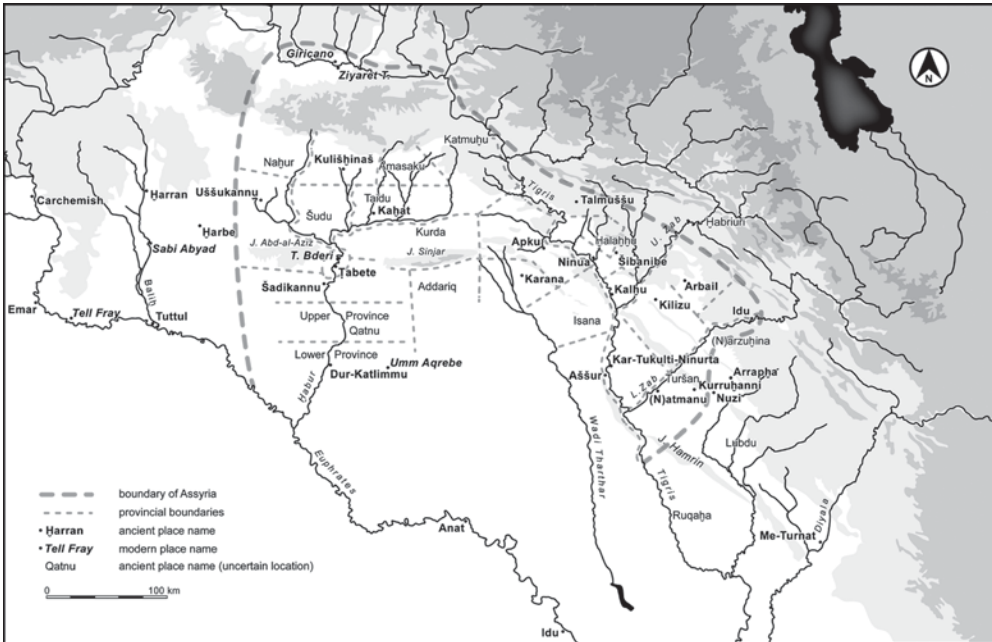 Giricano
Ziyaret T.
Katmuḫu
Naḫur
Kulišḫinaš
Amasaku
Ḫarran
Uššukannu
Taidu
Carchemish
Tigris
Talmuššu
Šudu
Kaḫat
Ḫarbe
Kurda
U. Zab
Ḫabriuri
Sabi Abyad
J. Abd-al-Aziz
T. Bderi
J. Sinjar
Apku
Ḫalaḫḫu
Ninua
Šibanibe
Ṭabete
Karana
Šadikannu
Addariq
Kalḫu
Arbail
Balih
Kilizu
Emar
Tell Fray
Tuttul
Upper Province
Qatnu
Isana
Idu
(N)arzuḫina
Lower Province
Kar-Tukulti-Ninurta
Umm Aqrebe
Dur-Katlimmu
Aššur
L.Zab
Turšan
Arrapḫa
Kurruḫanni
(N)atmanu
Nuzi
Ḫabur
Wadi Tharthar
J. Hamrin
Lubdu
Euphrates
Tigris
Ruqaḫa
Anat
Me-Turnat
Diyala
Idu
N
boundary of Assyria
provincial boundaries
Ḫarran ancient place name
Tell Fray modern place name
Qatnu ancient place name (uncertain location)
0 100 km